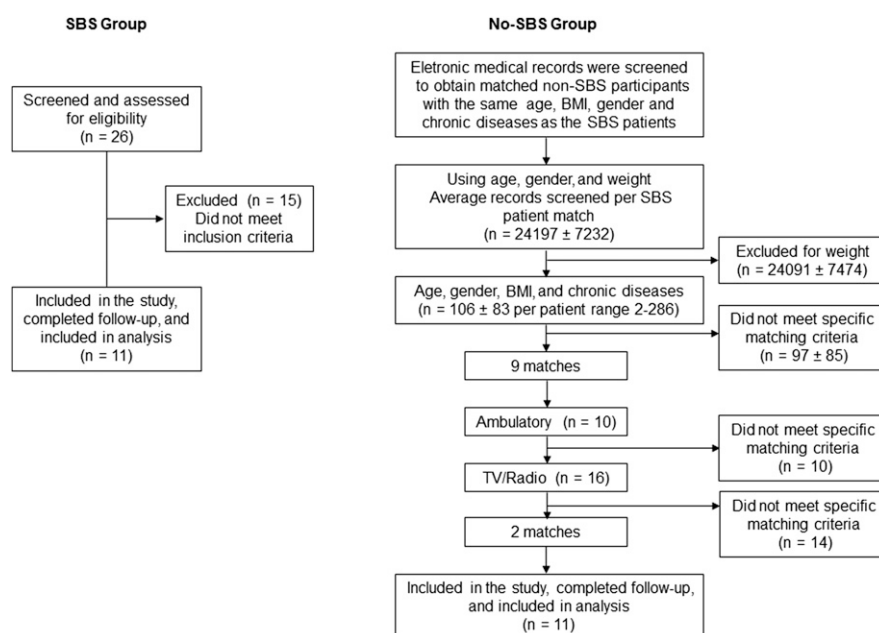 SBS Group
Screened and assessed
for eligibility
(n = 26)
Excluded (n = 15)
Did not meet
inclusion criteria
Included in the study,
completed follow-up, and
included in analysis
(n = 11)
No-SBS Group
Eletronic medical records were screened
to obtain matched non-SBS participants
with the same age, BMI, gender and
chronic diseases as the SBS patients
Using age, gender, and weight
Average records screened per SBS
patient match
(n = 24197 ± 7232)
Excluded for weight
(n = 24091 ± 7474)
Age, gender, BMI, and chronic diseases
(n = 106 ± 83 per patient range 2-286)
Did not meet specific
matching criteria
(n = 97 ± 85)
9 matches
Ambulatory (n = 10)
Did not meet specific
matching criteria
(n = 10)
TV/Radio (n = 16)
Did not meet specific
matching criteria
(n = 14)
2 matches
Included in the study, completed follow-up,
and included in analysis
(n = 11)